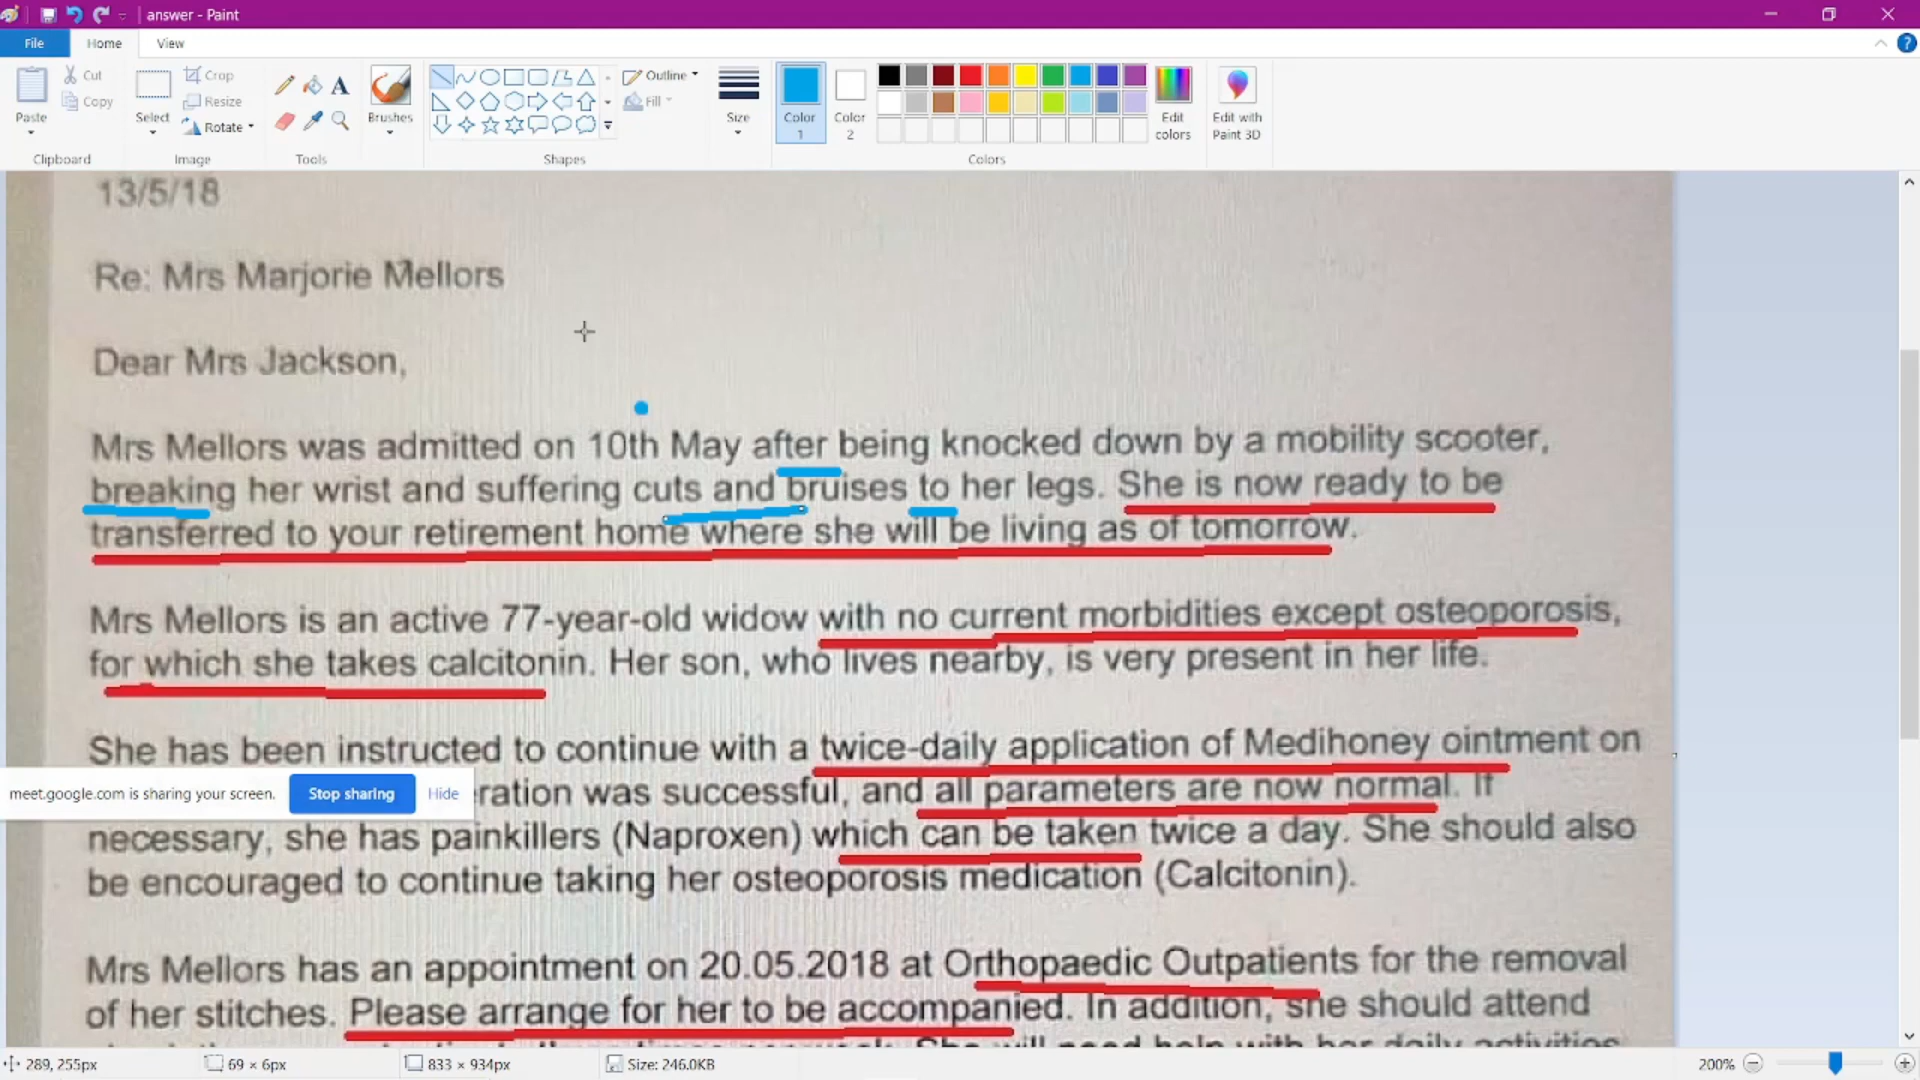 answer - Paint
File
Home
View
Paste
Cut
Copy
Clipboard
Select
Crop
Resize
Rotate
Image
A
Tools
Brushes
Shapes
Outline
Fill
Size
Color 1
Color 2
Colors
Edit colors
Edit with Paint 3D
13/5/18
Re: Mrs Marjorie Mellors
Dear Mrs Jackson,
Mrs Mellors was admitted on 10th May after being knocked down by a mobility scooter,
breaking her wrist and suffering cuts and bruises to her legs. She is now ready to be
transferred to your retirement home where she will be living as of tomorrow.
Mrs Mellors is an active 77-year-old widow with no current morbidities except osteoporosis,
for which she takes calcitonin. Her son, who lives nearby, is very present in her life.
She has been instructed to continue with a twice-daily application of Medihoney ointment on
ration was successful, and all parameters are now normal. If
necessary, she has painkillers (Naproxen) which can be taken twice a day. She should also
be encouraged to continue taking her osteoporosis medication (Calcitonin).
Mrs Mellors has an appointment on 20.05.2018 at Orthopaedic Outpatients for the removal
of her stitches. Please arrange for her to be accompanied. In addition, she should attend
She will need help with her daily activities
meet.google.com is sharing your screen.
Stop sharing
Hide
289, 255px
69 × 6px
833 × 934px
Size: 246.0KB
200%